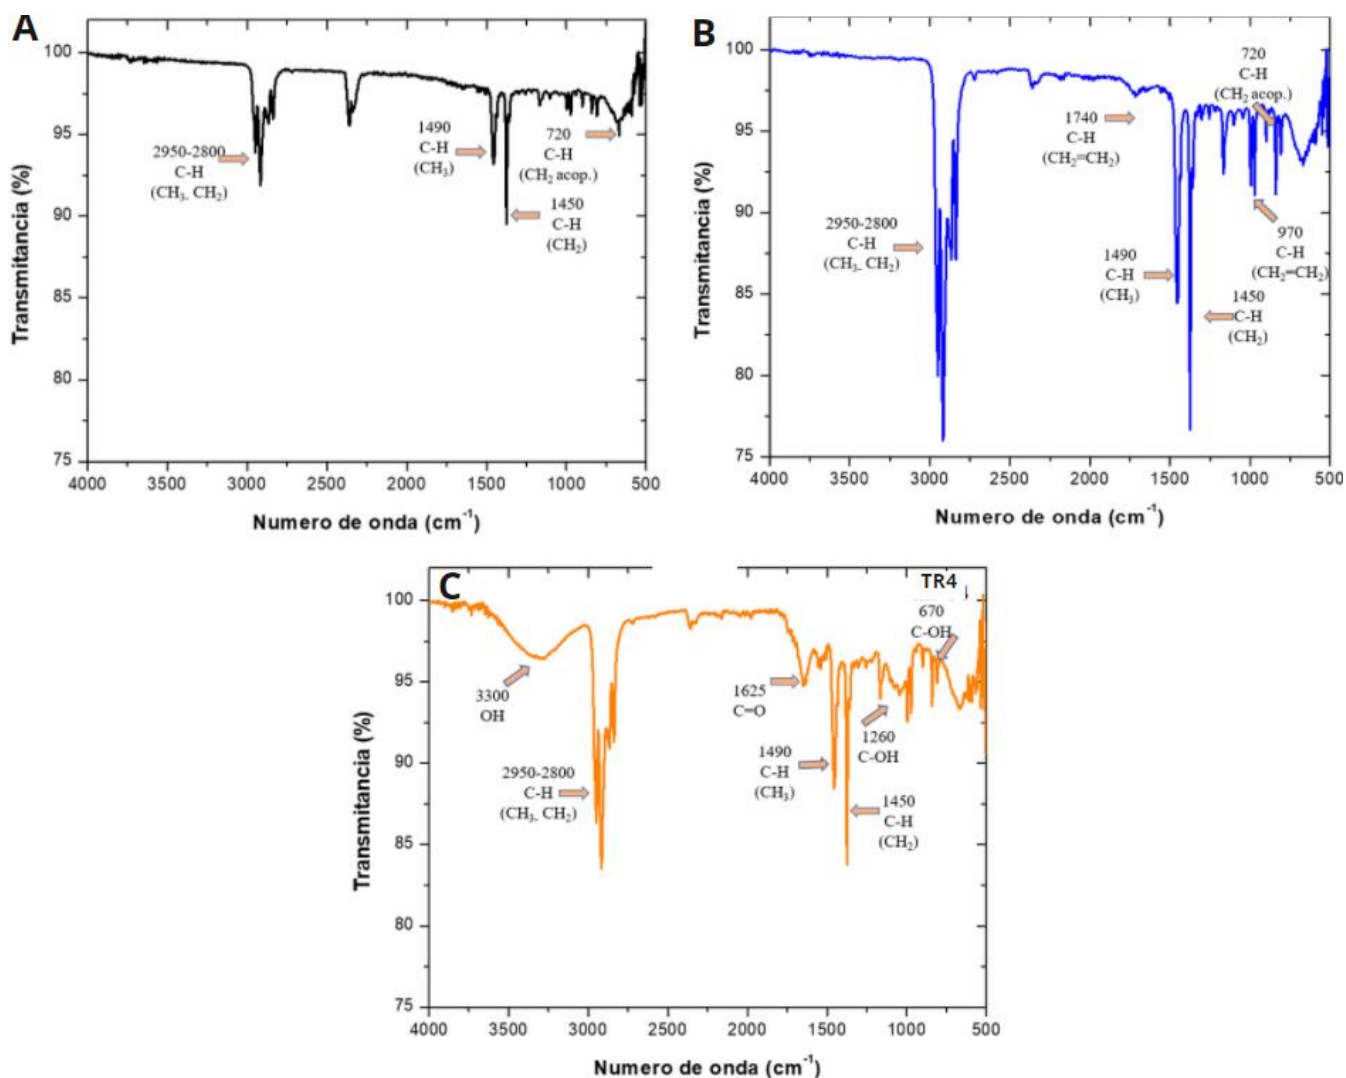 A
100
95
90
85
80
75
4000
3500
3000
2500
2000
1500
1000
500
Transmitancia (%)
Numero de onda (cm⁻¹)
2950-2800
C-H
(CH₃- CH₂)
1490
C-H
(CH₃)
720
C-H
(CH₂ acop.)
1450
C-H
(CH₂)
B
100
95
90
85
80
75
4000
3500
3000
2500
2000
1500
1000
500
Transmitancia (%)
Numero de onda (cm⁻¹)
720
C-H
(CH₂ acop.)
1740
C-H
(CH₂=CH₂)
2950-2800
C-H
(CH₃- CH₂)
1490
C-H
(CH₃)
970
C-H
(CH₂=CH₂)
1450
C-H
(CH₂)
C
TR4
100
95
90
85
80
75
4000
3500
3000
2500
2000
1500
1000
500
Transmitancia (%)
Numero de onda (cm⁻¹)
670
C-OH
3300
OH
1625
C=O
1260
C-OH
2950-2800
C-H
(CH₃- CH₂)
1490
C-H
(CH₃)
1450
C-H
(CH₂)